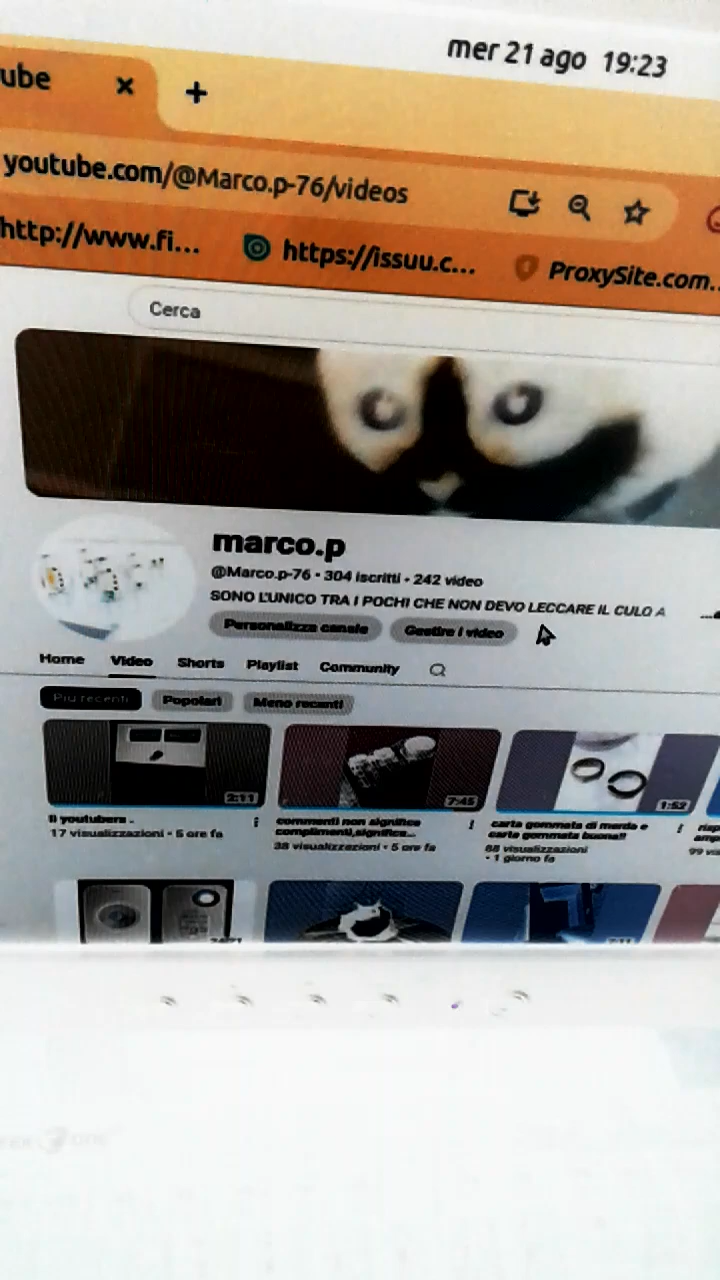 mer 21 ago 19:23
ube × +
youtube.com/@Marco.p-76/videos
http://www.fi... https://issuu.c... ProxySite.com...
Cerca
marco.p
@Marco.p-76 • 304 iscritti • 242 video
SONO L'UNICO TRA I POCHI CHE NON DEVO LECCARE IL CULO A ...
Personalizza canale Gestire i video
Home Video Shorts Playlist Community
Più recenti Popolari Meno recenti
2:11 7:45 1:52
commenti non significa
complimenti,significa...
38 visualizzazioni • 5 ore fa
carta gommata di merda e
carta gommata buona!!
88 visualizzazioni
• 1 giorno fa
17 visualizzazioni • 5 ore fa